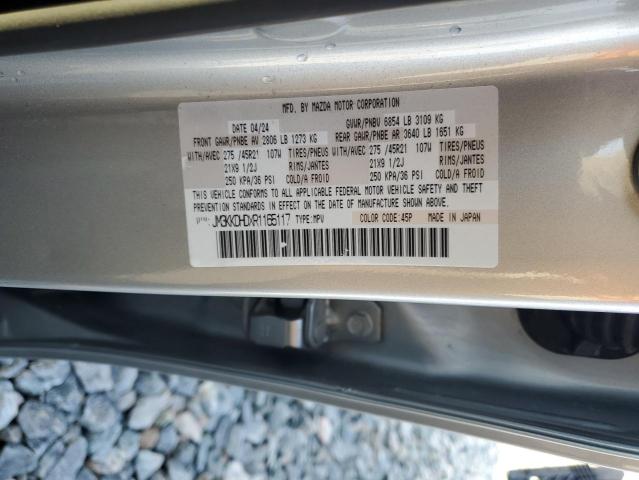 MFD. BY MAZDA MOTOR CORPORATION
DATE 04/24 GVWR/PNBV 6854 LB 3109 KG
FRONT GAWR/PNBE AV 2806 LB 1273 KG REAR GAWR/PNBE AR 3640 LB 1651 KG
WITH/AVEC 275 /45R21 107W TIRES/PNEUS WITH/AVEC 275 /45R21 107W TIRES/PNEUS
21X9 1/2J RIMS/JANTES 21X9 1/2J RIMS/JANTES
250 KPA/36 PSI COLD/A FROID 250 KPA/36 PSI COLD/A FROID
THIS VEHICLE CONFORMS TO ALL APPLICABLE FEDERAL MOTOR VEHICLE SAFETY AND THEFT
PREVENTION STANDARDS IN EFFECT ON THE DATE OF MANUFACTURE SHOWN ABOVE.
JM3KKDHDXR1165117 TYPE:MPV COLOR CODE:45P MADE IN JAPAN